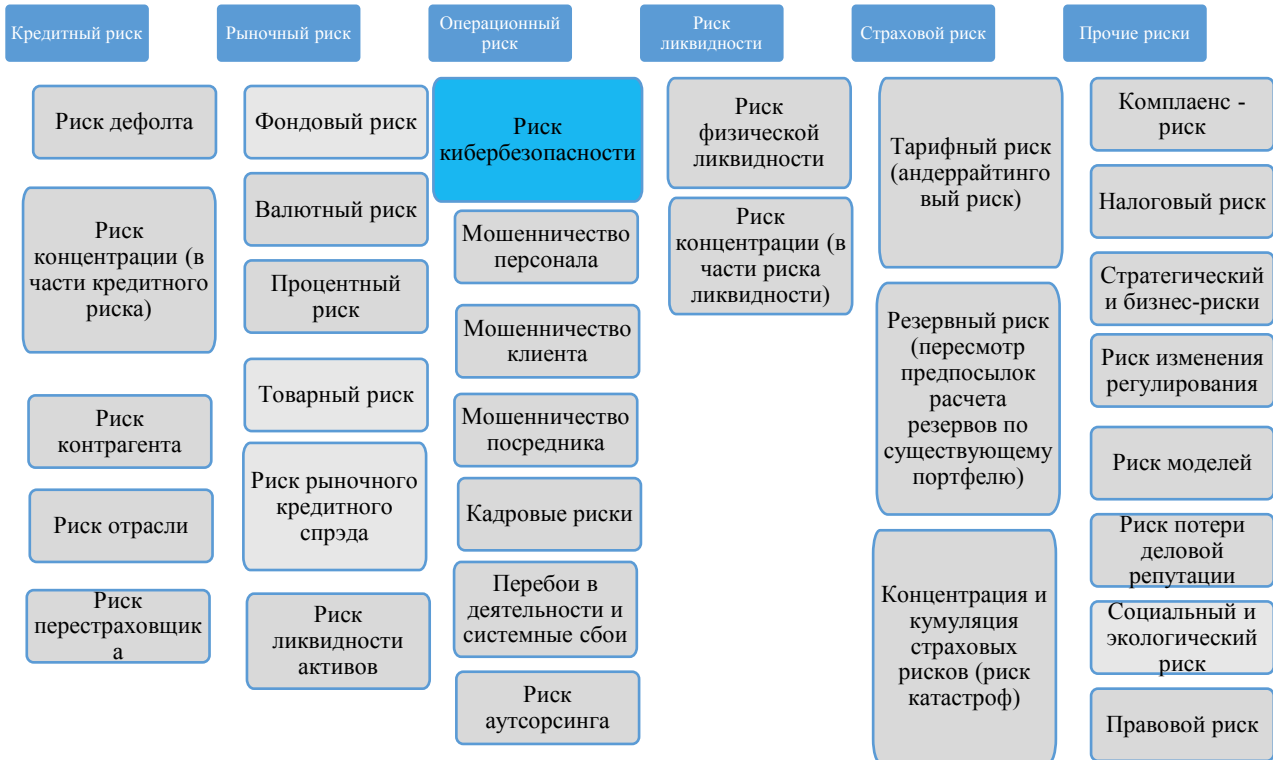 Кредитный риск
Риск дефолта
Риск
концентрации (в
части кредитного
риска)
Риск
контрагента
Риск отрасли
Риск
перестраховщик
а
Рыночный риск
Фондовый риск
Валютный риск
Процентный
риск
Товарный риск
Риск рыночного
кредитного
спрэда
Риск
ликвидности
активов
Операционный
риск
Риск
кибербезопасности
Мошенничество
персонала
Мошенничество
клиента
Мошенничество
посредника
Кадровые риски
Перебои в
деятельности и
системные сбои
Риск
аутсорсинга
Риск
ликвидности
Риск
физической
ликвидности
Риск
концентрации (в
части риска
ликвидности)
Страховой риск
Тарифный риск
(андеррайтинго
вый риск)
Резервный риск
(пересмотр
предпосылок
расчета
резервов по
существующему
портфелю)
Концентрация и
кумуляция
страховых
рисков (риск
катастроф)
Прочие риски
Комплаенс -
риск
Налоговый риск
Стратегический
и бизнес-риски
Риск изменения
регулирования
Риск моделей
Риск потери
деловой
репутации
Социальный и
экологический
риск
Правовой риск